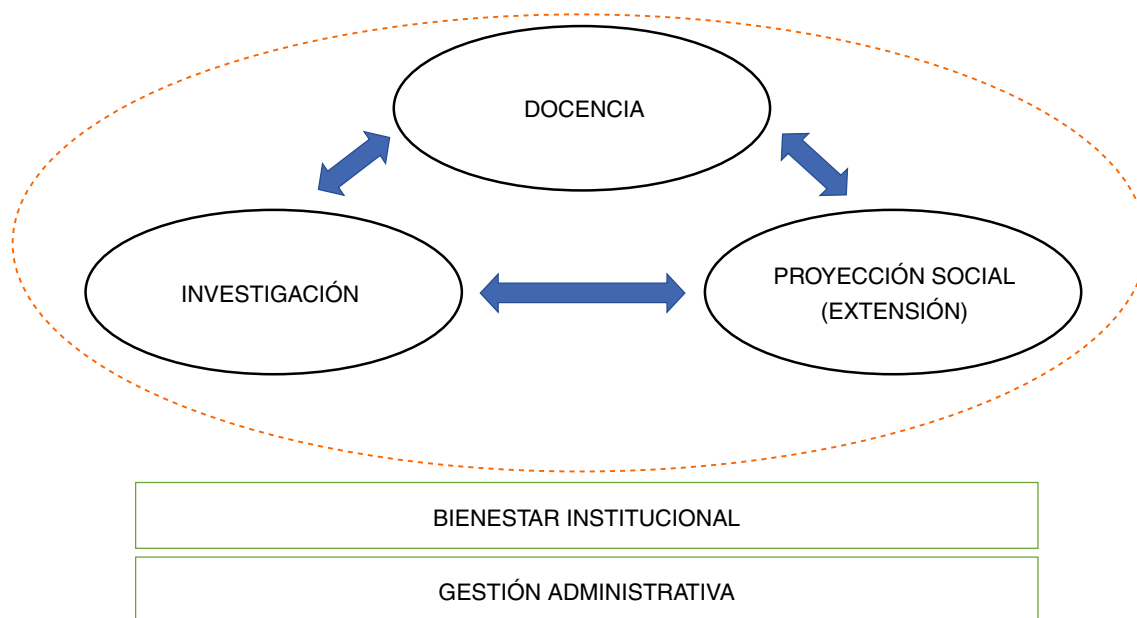 DOCENCIA
INVESTIGACIÓN
PROYECCIÓN SOCIAL
(EXTENSIÓN)
BIENESTAR INSTITUCIONAL
GESTIÓN ADMINISTRATIVA